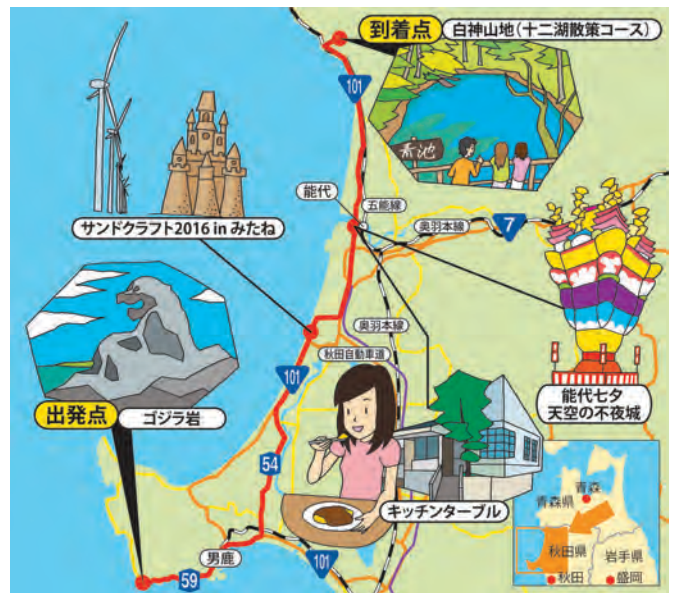 到着点
白神山地（十二湖散策コース）
101
青池
能代
五能線
奥羽本線
7
サンドクラフト2016 in みたね
奥羽本線
秋田自動車道
101
能代七夕
天空の不夜城
出発点
ゴジラ岩
54
キッチンターブル
男鹿
59
101
青森
青森県
秋田県
岩手県
秋田
盛岡